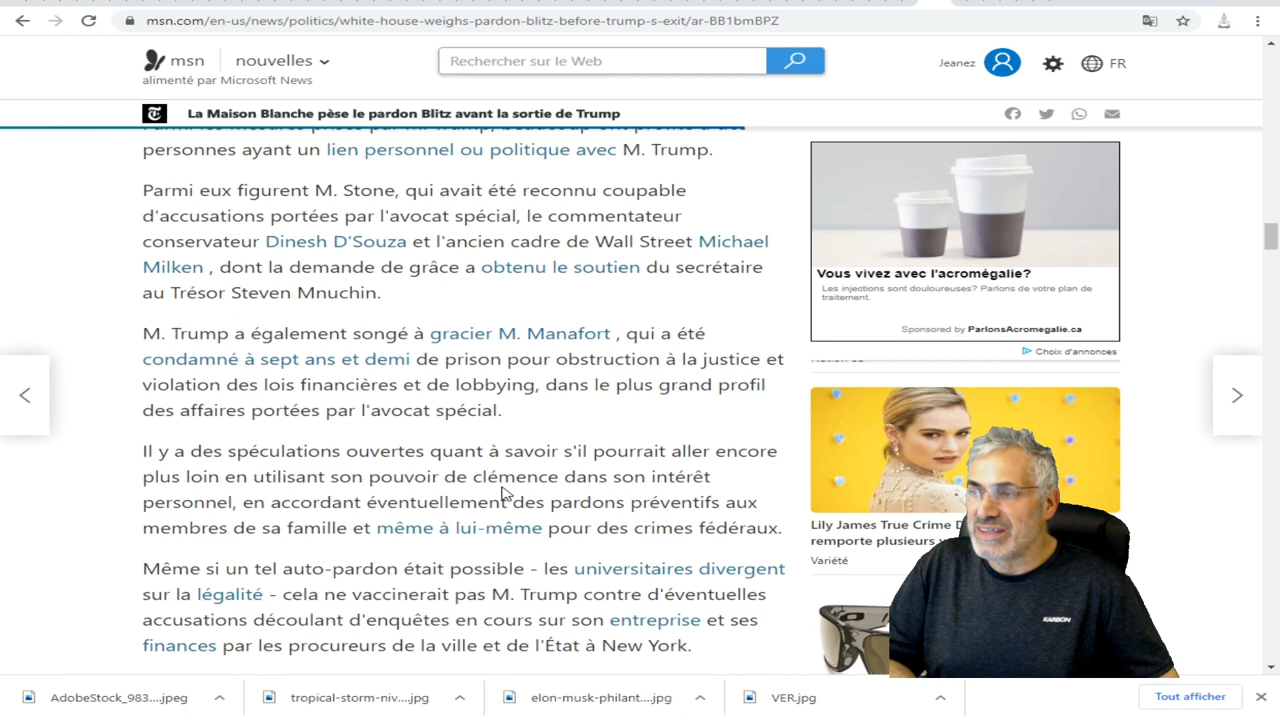 msn.com/en-us/news/politics/white-house-weighs-pardon-blitz-before-trump-s-exit/ar-BB1bmBPZ
msn nouvelles
Rechercher sur le Web
Jeanez
FR
alimenté par Microsoft News
La Maison Blanche pèse le pardon Blitz avant la sortie de Trump
personnes ayant un lien personnel ou politique avec M. Trump.
Parmi eux figurent M. Stone, qui avait été reconnu coupable
d'accusations portées par l'avocat spécial, le commentateur
conservateur Dinesh D'Souza et l'ancien cadre de Wall Street Michael
Milken , dont la demande de grâce a obtenu le soutien du secrétaire
au Trésor Steven Mnuchin.
M. Trump a également songé à gracier M. Manafort , qui a été
condamné à sept ans et demi de prison pour obstruction à la justice et
violation des lois financières et de lobbying, dans le plus grand profil
des affaires portées par l'avocat spécial.
Il y a des spéculations ouvertes quant à savoir s'il pourrait aller encore
plus loin en utilisant son pouvoir de clémence dans son intérêt
personnel, en accordant éventuellement des pardons préventifs aux
membres de sa famille et même à lui-même pour des crimes fédéraux.
Même si un tel auto-pardon était possible - les universitaires divergent
sur la légalité - cela ne vaccinerait pas M. Trump contre d'éventuelles
accusations découlant d'enquêtes en cours sur son entreprise et ses
finances par les procureurs de la ville et de l'État à New York.
Vous vivez avec l'acromégalie?
Les injections sont douloureuses? Parlons de votre plan de
traitement.
Sponsored by ParlonsAcromegalie.ca
Choix d'annonces
Lily James True Crime
remporte plusieurs
Variété
KARBON
AdobeStock_983....jpeg
tropical-storm-niv....jpg
elon-musk-philant....jpg
VER.jpg
Tout afficher